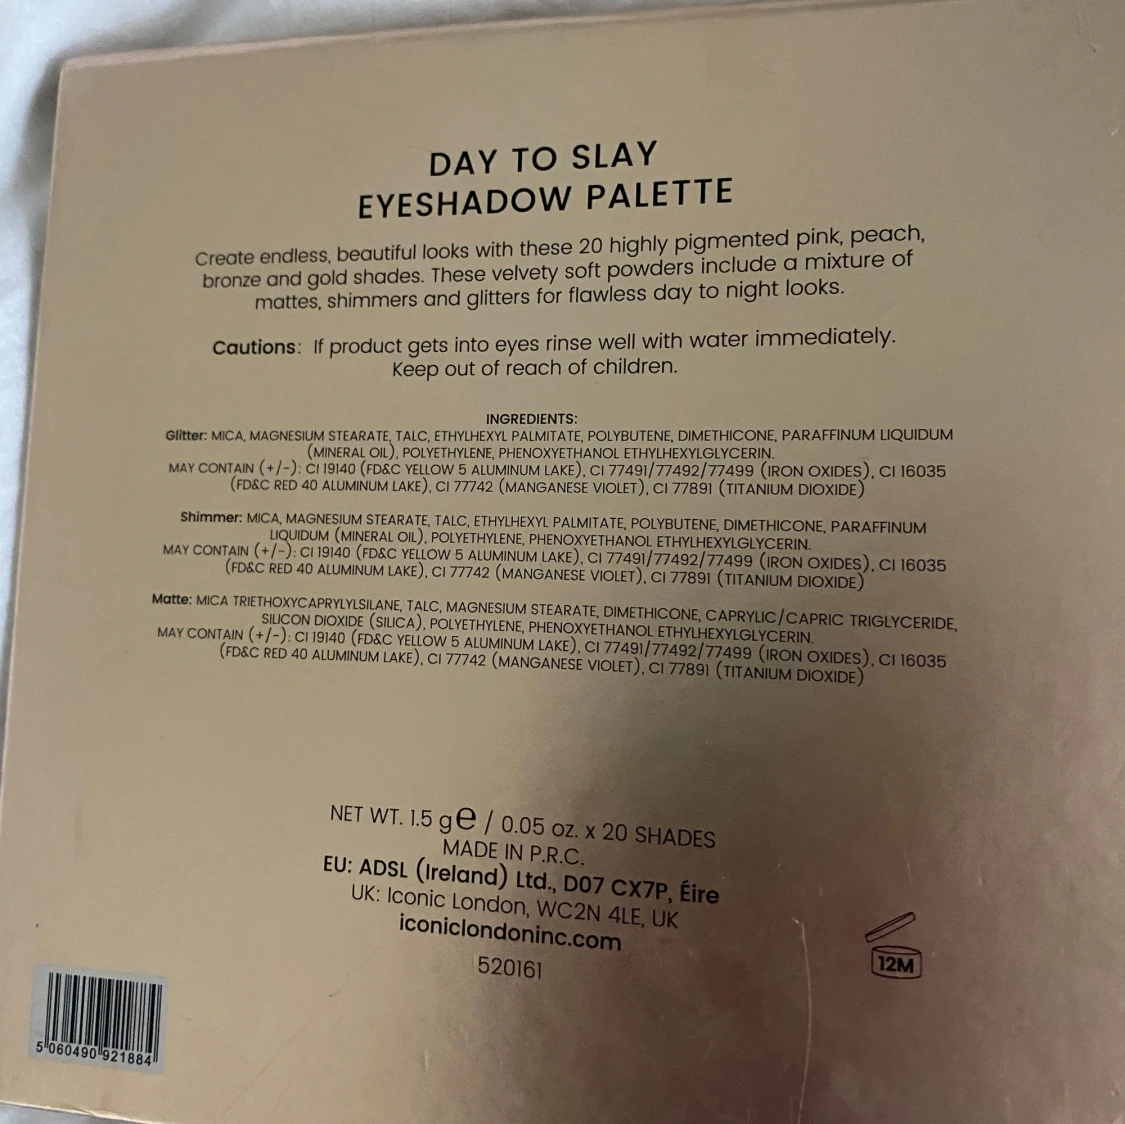 DAY TO SLAY
EYESHADOW PALETTE
Create endless, beautiful looks with these 20 highly pigmented pink, peach,
bronze and gold shades. These velvety soft powders include a mixture of
mattes, shimmers and glitters for flawless day to night looks.
Cautions: If product gets into eyes rinse well with water immediately.
Keep out of reach of children.
INGREDIENTS:
Glitter: MICA, MAGNESIUM STEARATE, TALC, ETHYLHEXYL PALMITATE, POLYBUTENE, DIMETHICONE, PARAFFINUM LIQUIDUM
(MINERAL OIL), POLYETHYLENE, PHENOXYETHANOL ETHYLHEXYLGLYCERIN.
MAY CONTAIN (+/-): CI 19140 (FD&C YELLOW 5 ALUMINUM LAKE), CI 77491/77492/77499 (IRON OXIDES), CI 16035
(FD&C RED 40 ALUMINUM LAKE), CI 77742 (MANGANESE VIOLET), CI 77891 (TITANIUM DIOXIDE)
Shimmer: MICA, MAGNESIUM STEARATE, TALC, ETHYLHEXYL PALMITATE, POLYBUTENE, DIMETHICONE, PARAFFINUM
LIQUIDUM (MINERAL OIL), POLYETHYLENE, PHENOXYETHANOL ETHYLHEXYLGLYCERIN.
MAY CONTAIN (+/-): CI 19140 (FD&C YELLOW 5 ALUMINUM LAKE), CI 77491/77492/77499 (IRON OXIDES), CI 16035
(FD&C RED 40 ALUMINUM LAKE), CI 77742 (MANGANESE VIOLET), CI 77891 (TITANIUM DIOXIDE)
Matte: MICA TRIETHOXYCAPRYLYLSILANE, TALC, MAGNESIUM STEARATE, DIMETHICONE, CAPRYLIC/CAPRIC TRIGLYCERIDE,
SILICON DIOXIDE (SILICA), POLYETHYLENE, PHENOXYETHANOL ETHYLHEXYLGLYCERIN.
MAY CONTAIN (+/-): CI 19140 (FD&C YELLOW 5 ALUMINUM LAKE), CI 77491/77492/77499 (IRON OXIDES), CI 16035
(FD&C RED 40 ALUMINUM LAKE), CI 77742 (MANGANESE VIOLET), CI 77891 (TITANIUM DIOXIDE)
NET WT. 1.5 g℮ / 0.05 oz. x 20 SHADES
MADE IN P.R.C.
EU: ADSL (Ireland) Ltd., D07 CX7P, Éire
UK: Iconic London, WC2N 4LE, UK
iconiclondoninc.com
520161
12M
5 060490 921884